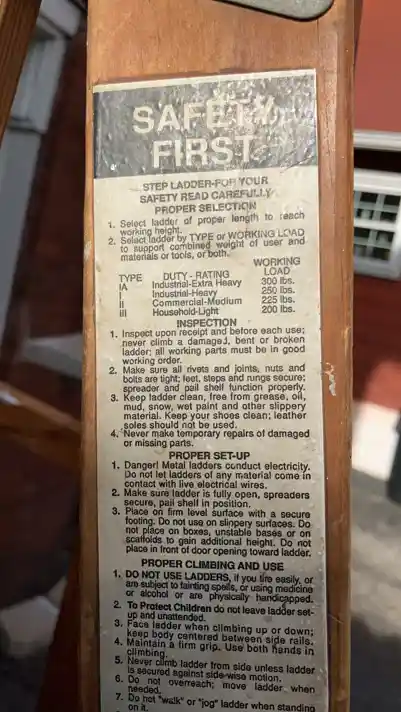 SAFETY
FIRST
STEP LADDER-FOR YOUR
SAFETY READ CAREFULLY
PROPER SELECTION
1. Select ladder of proper length to reach
working height.
2. Select ladder by TYPE or WORKING LOAD
to support combined weight of user and
materials or tools, or both.
WORKING
TYPE DUTY - RATING LOAD
IA Industrial-Extra Heavy 300 lbs.
I Industrial-Heavy 250 lbs.
II Commercial-Medium 225 lbs.
III Household-Light 200 lbs.
INSPECTION
1. Inspect upon receipt and before each use;
never climb a damaged, bent or broken
ladder; all working parts must be in good
working order.
2. Make sure all rivets and joints, nuts and
bolts are tight; feet, steps and rungs secure;
spreader and pail shelf function properly.
3. Keep ladder clean, free from grease, oil,
mud, snow, wet paint and other slippery
material. Keep your shoes clean; leather
soles should not be used.
4. Never make temporary repairs of damaged
or missing parts.
PROPER SET-UP
1. Danger! Metal ladders conduct electricity.
Do not let ladders of any material come in
contact with live electrical wires.
2. Make sure ladder is fully open, spreaders
secure, pail shelf in position.
3. Place on firm level surface with a secure
footing. Do not use on slippery surfaces. Do
not place on boxes, unstable bases or on
scaffolds to gain additional height. Do not
place in front of door opening toward ladder.
PROPER CLIMBING AND USE
1. DO NOT USE LADDERS, if you tire easily, or
are subject to fainting spells, or using medicine
or alcohol or are physically handicapped.
2. To Protect Children do not leave ladder set-
up and unattended.
3. Face ladder when climbing up or down;
keep body centered between side rails.
4. Maintain a firm grip. Use both hands in
climbing.
5. Never climb ladder from side unless ladder
is secured against side-wise motion.
6. Do not overreach; move ladder when
needed.
7. Do not "walk" or "jog" ladder when standing
on it.